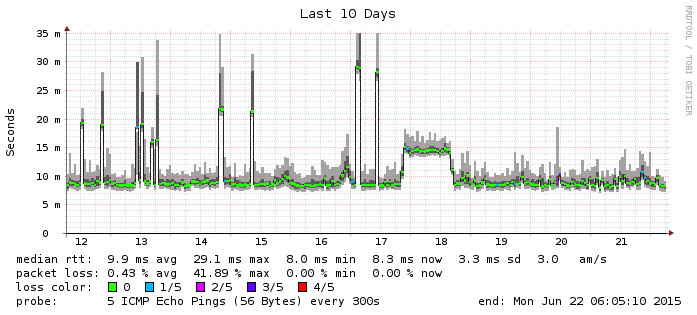 Last 10 Days
RRDTOOL / TOBI OETIKER
Seconds
35 m
30 m
25 m
20 m
15 m
10 m
5 m
0
12 13 14 15 16 17 18 19 20 21
median rtt: 9.9 ms avg 29.1 ms max 8.0 ms min 8.3 ms now 3.3 ms sd 3.0 am/s
packet loss: 0.43 % avg 41.89 % max 0.00 % min 0.00 % now
loss color: 0 1/5 2/5 3/5 4/5
probe: 5 ICMP Echo Pings (56 Bytes) every 300s end: Mon Jun 22 06:05:10 2015